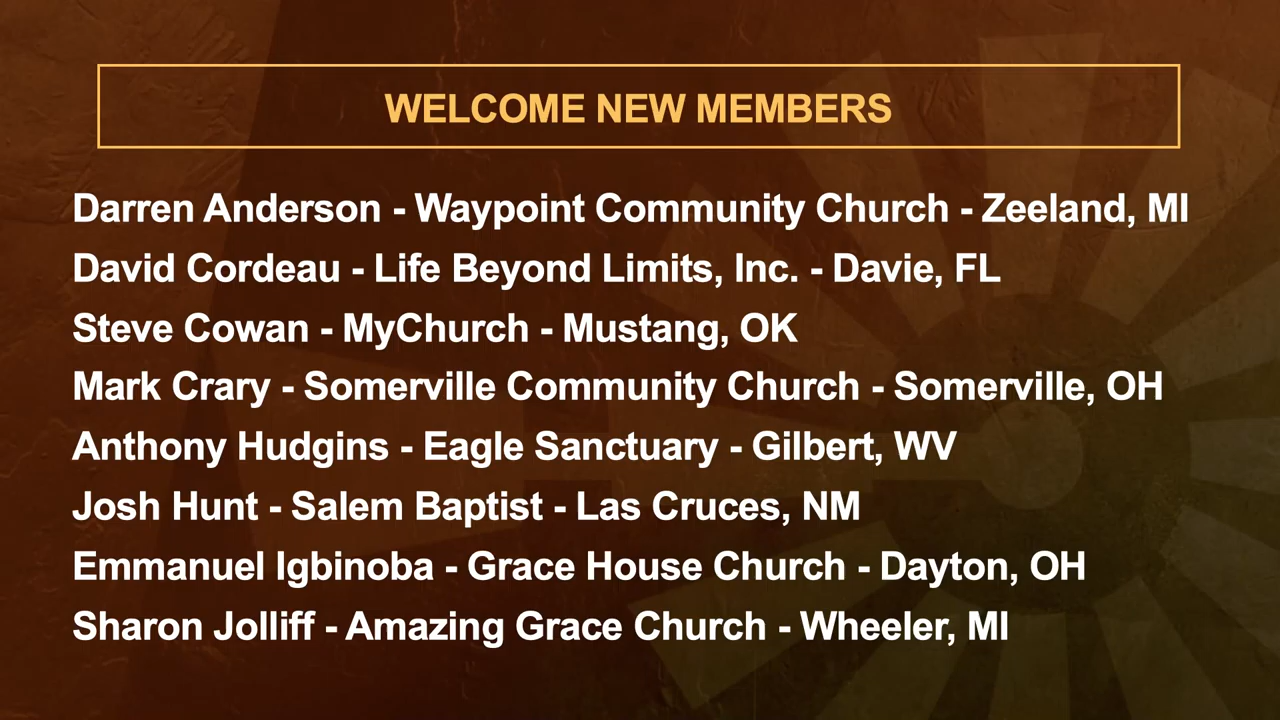 WELCOME NEW MEMBERS
Darren Anderson - Waypoint Community Church - Zeeland, MI
David Cordeau - Life Beyond Limits, Inc. - Davie, FL
Steve Cowan - MyChurch - Mustang, OK
Mark Crary - Somerville Community Church - Somerville, OH
Anthony Hudgins - Eagle Sanctuary - Gilbert, WV
Josh Hunt - Salem Baptist - Las Cruces, NM
Emmanuel Igbinoba - Grace House Church - Dayton, OH
Sharon Jolliff - Amazing Grace Church - Wheeler, MI